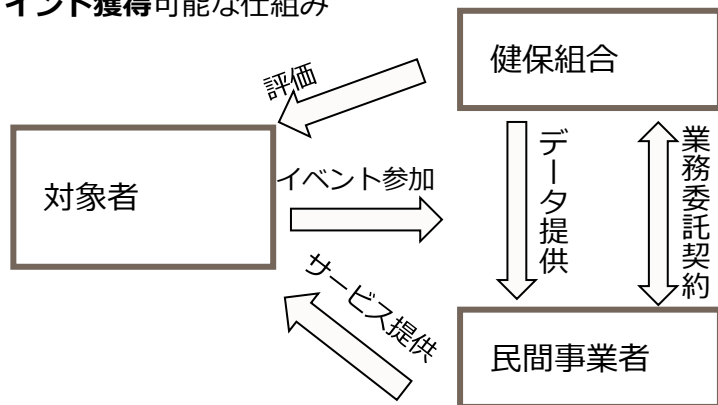 イント獲得可能な仕組み
健保組合
評価
対象者
イベント参加
データ提供
業務委託契約
サービス提供
民間事業者